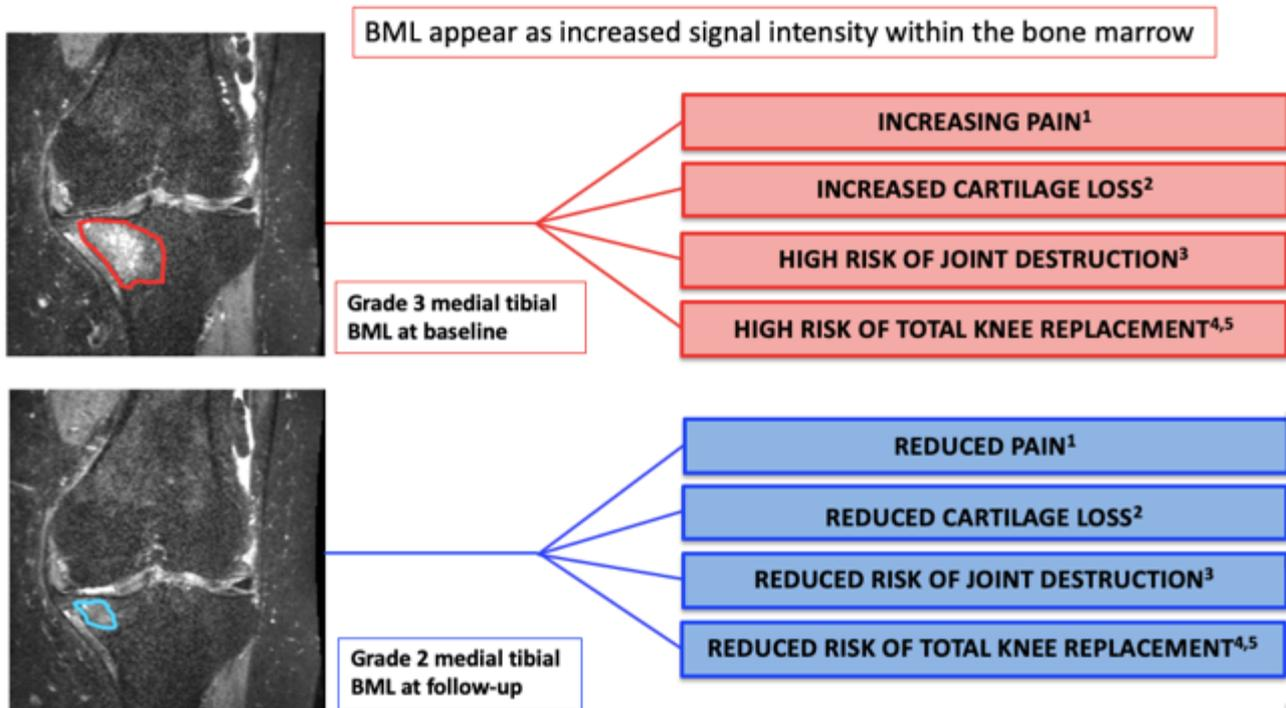 BML appear as increased signal intensity within the bone marrow
INCREASING PAIN¹
INCREASED CARTILAGE LOSS²
HIGH RISK OF JOINT DESTRUCTION³
HIGH RISK OF TOTAL KNEE REPLACEMENT⁴,⁵
Grade 3 medial tibial
BML at baseline
REDUCED PAIN¹
REDUCED CARTILAGE LOSS²
REDUCED RISK OF JOINT DESTRUCTION³
REDUCED RISK OF TOTAL KNEE REPLACEMENT⁴,⁵
Grade 2 medial tibial
BML at follow-up